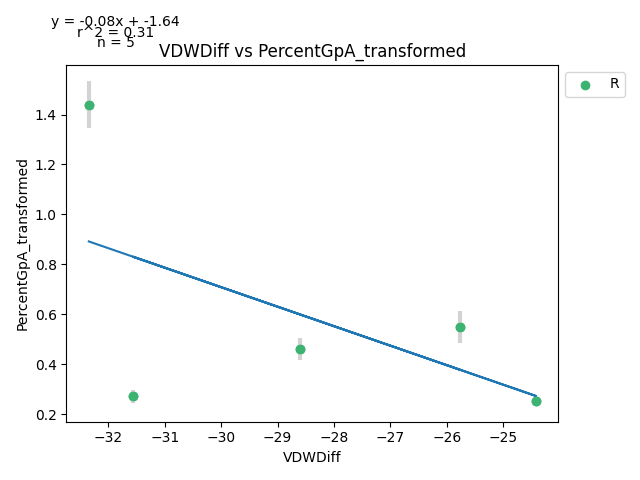 y = -0.08x + -1.64
r^2 = 0.31
n = 5
VDWDiff vs PercentGpA_transformed
R
PercentGpA_transformed
1.4
1.2
1.0
0.8
0.6
0.4
0.2
−32 −31 −30 −29 −28 −27 −26 −25
VDWDiff